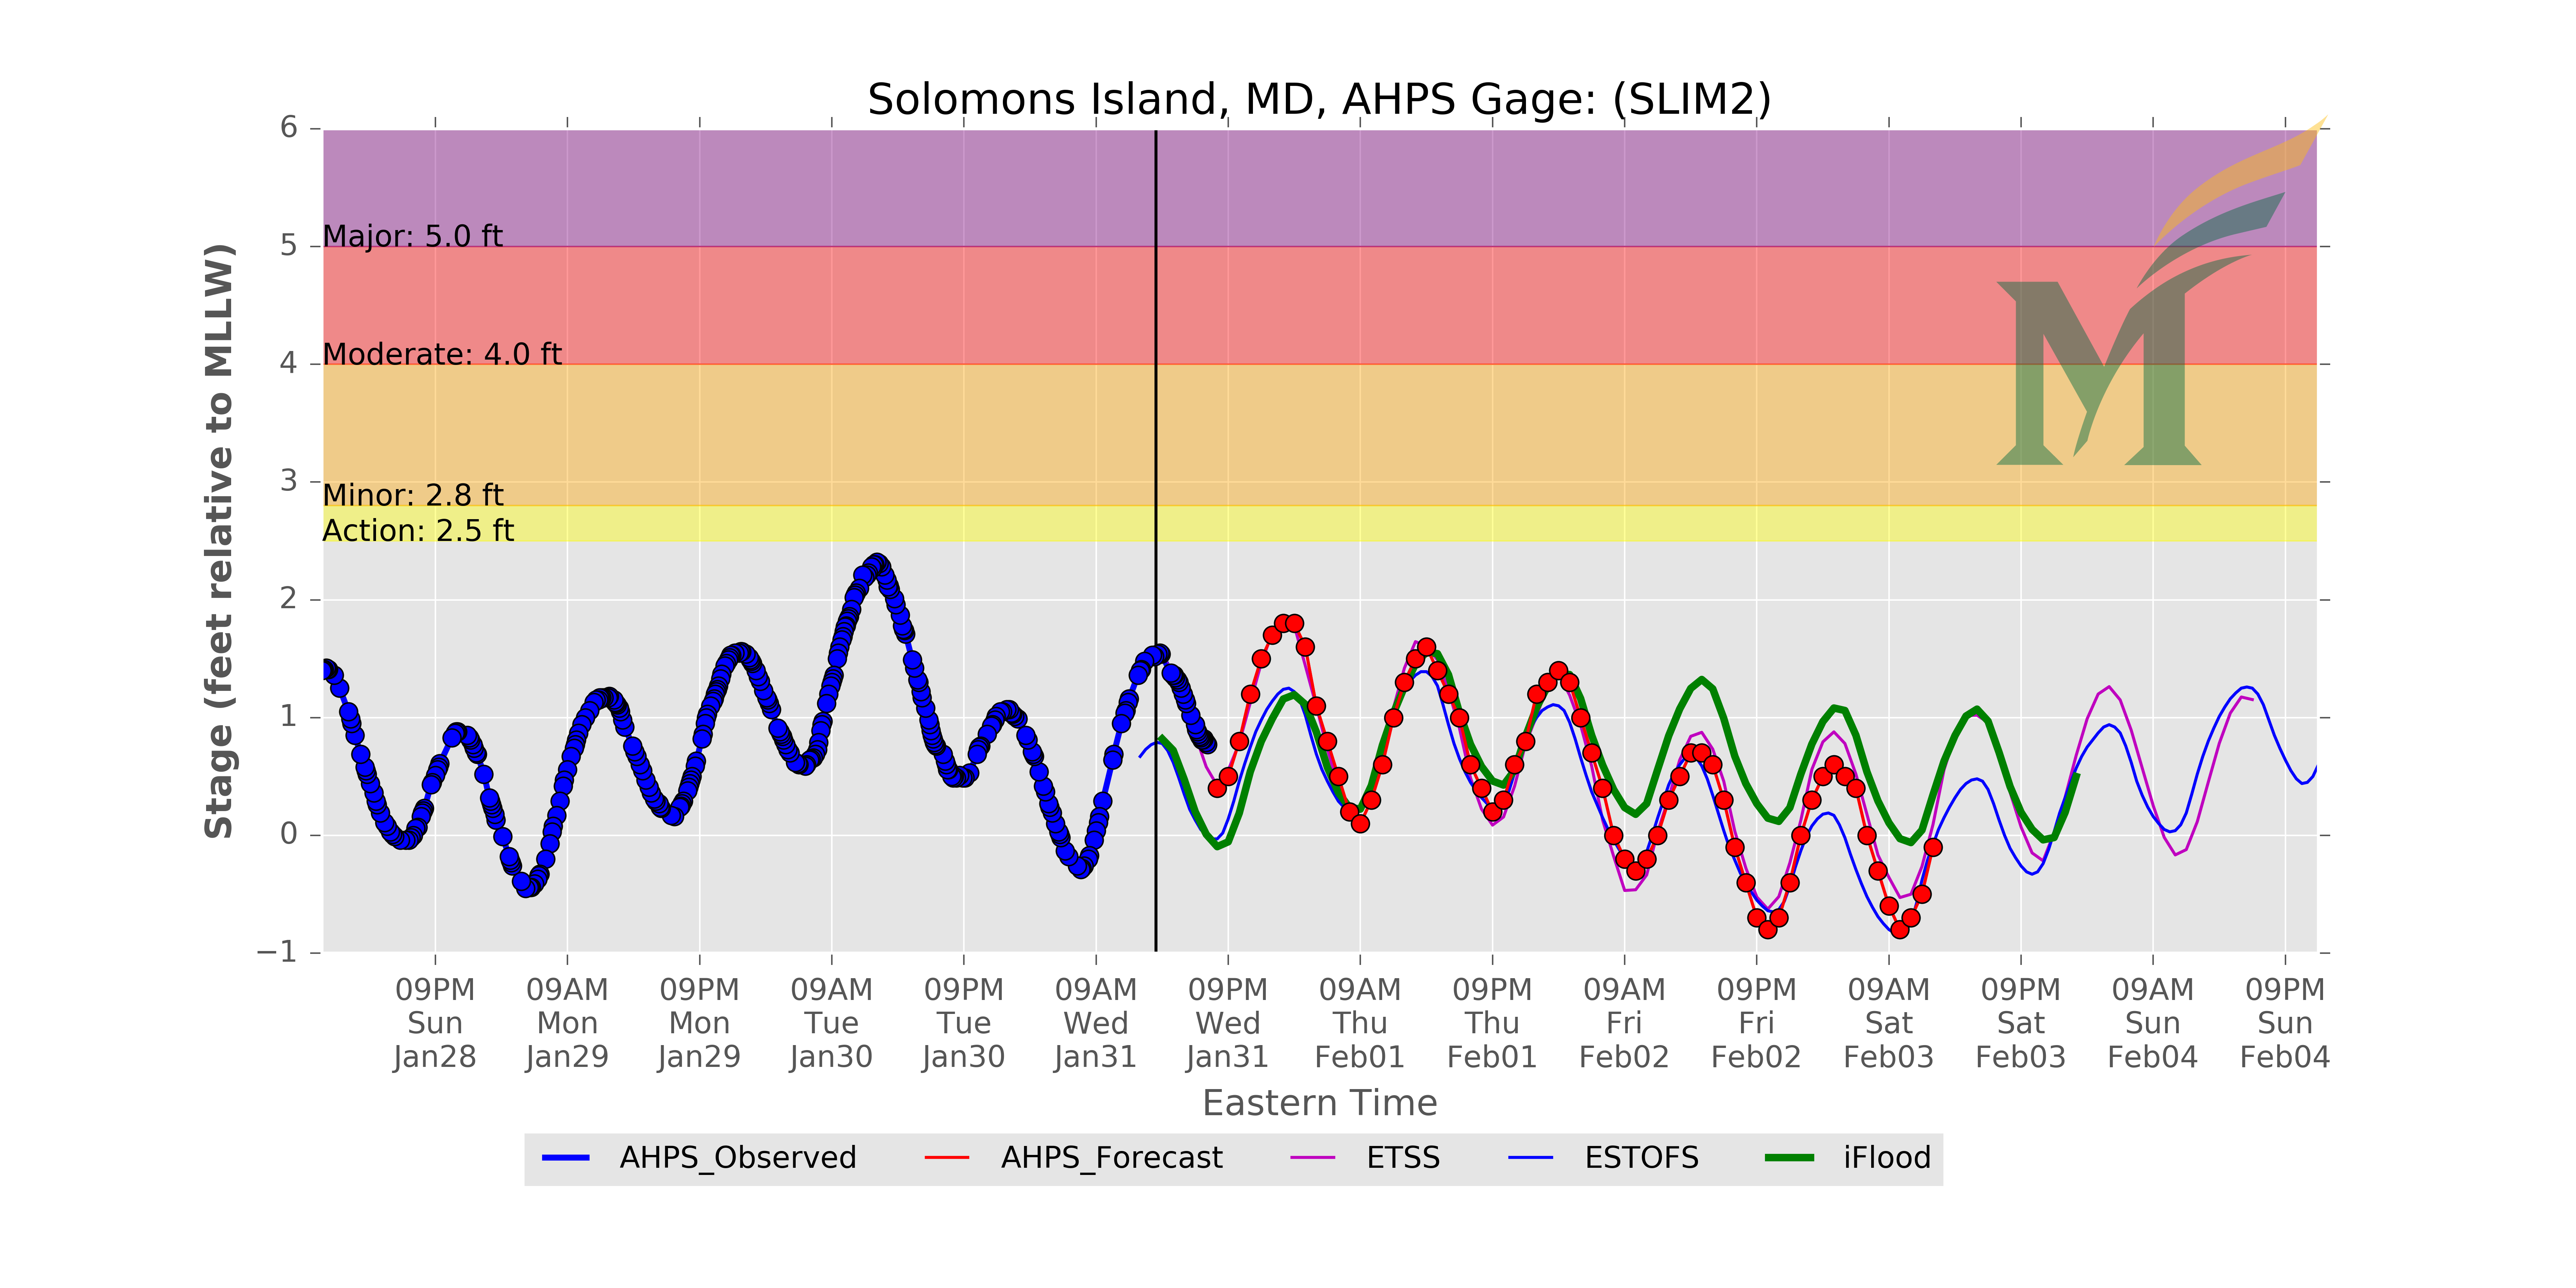 Solomons Island, MD, AHPS Gage: (SLIM2)
Stage (feet relative to MLLW)
6
5
4
3
2
1
0
−1
Major: 5.0 ft
Moderate: 4.0 ft
Minor: 2.8 ft
Action: 2.5 ft
M
09PM 09AM 09PM 09AM 09PM 09AM 09PM 09AM 09PM 09AM 09PM 09AM 09PM 09AM 09PM
Sun Mon Mon Tue Tue Wed Wed Thu Thu Fri Fri Sat Sat Sun Sun
Jan28 Jan29 Jan29 Jan30 Jan30 Jan31 Jan31 Feb01 Feb01 Feb02 Feb02 Feb03 Feb03 Feb04 Feb04
Eastern Time
AHPS_Observed AHPS_Forecast ETSS ESTOFS iFlood